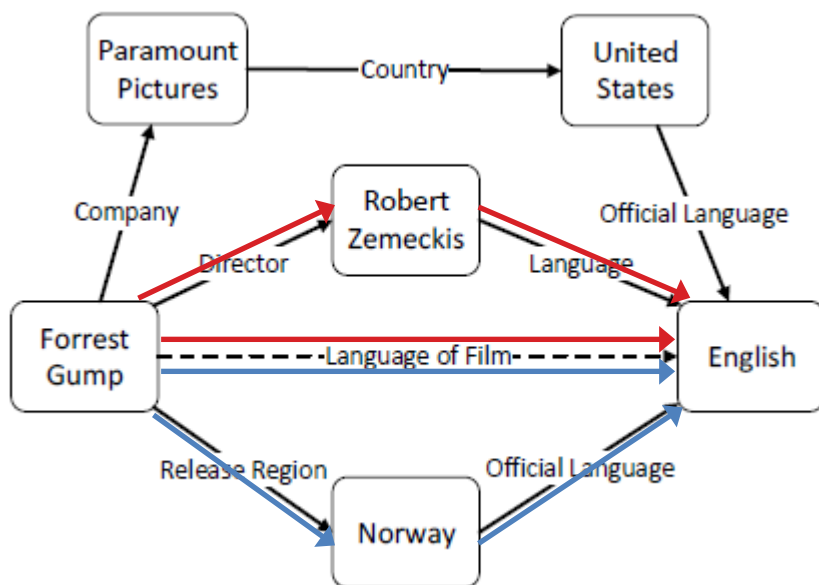 Paramount
Pictures
Country
United
States
Company
Robert
Zemeckis
Official Language
Director
Language
Forrest
Gump
Language of Film
English
Release Region
Official Language
Norway